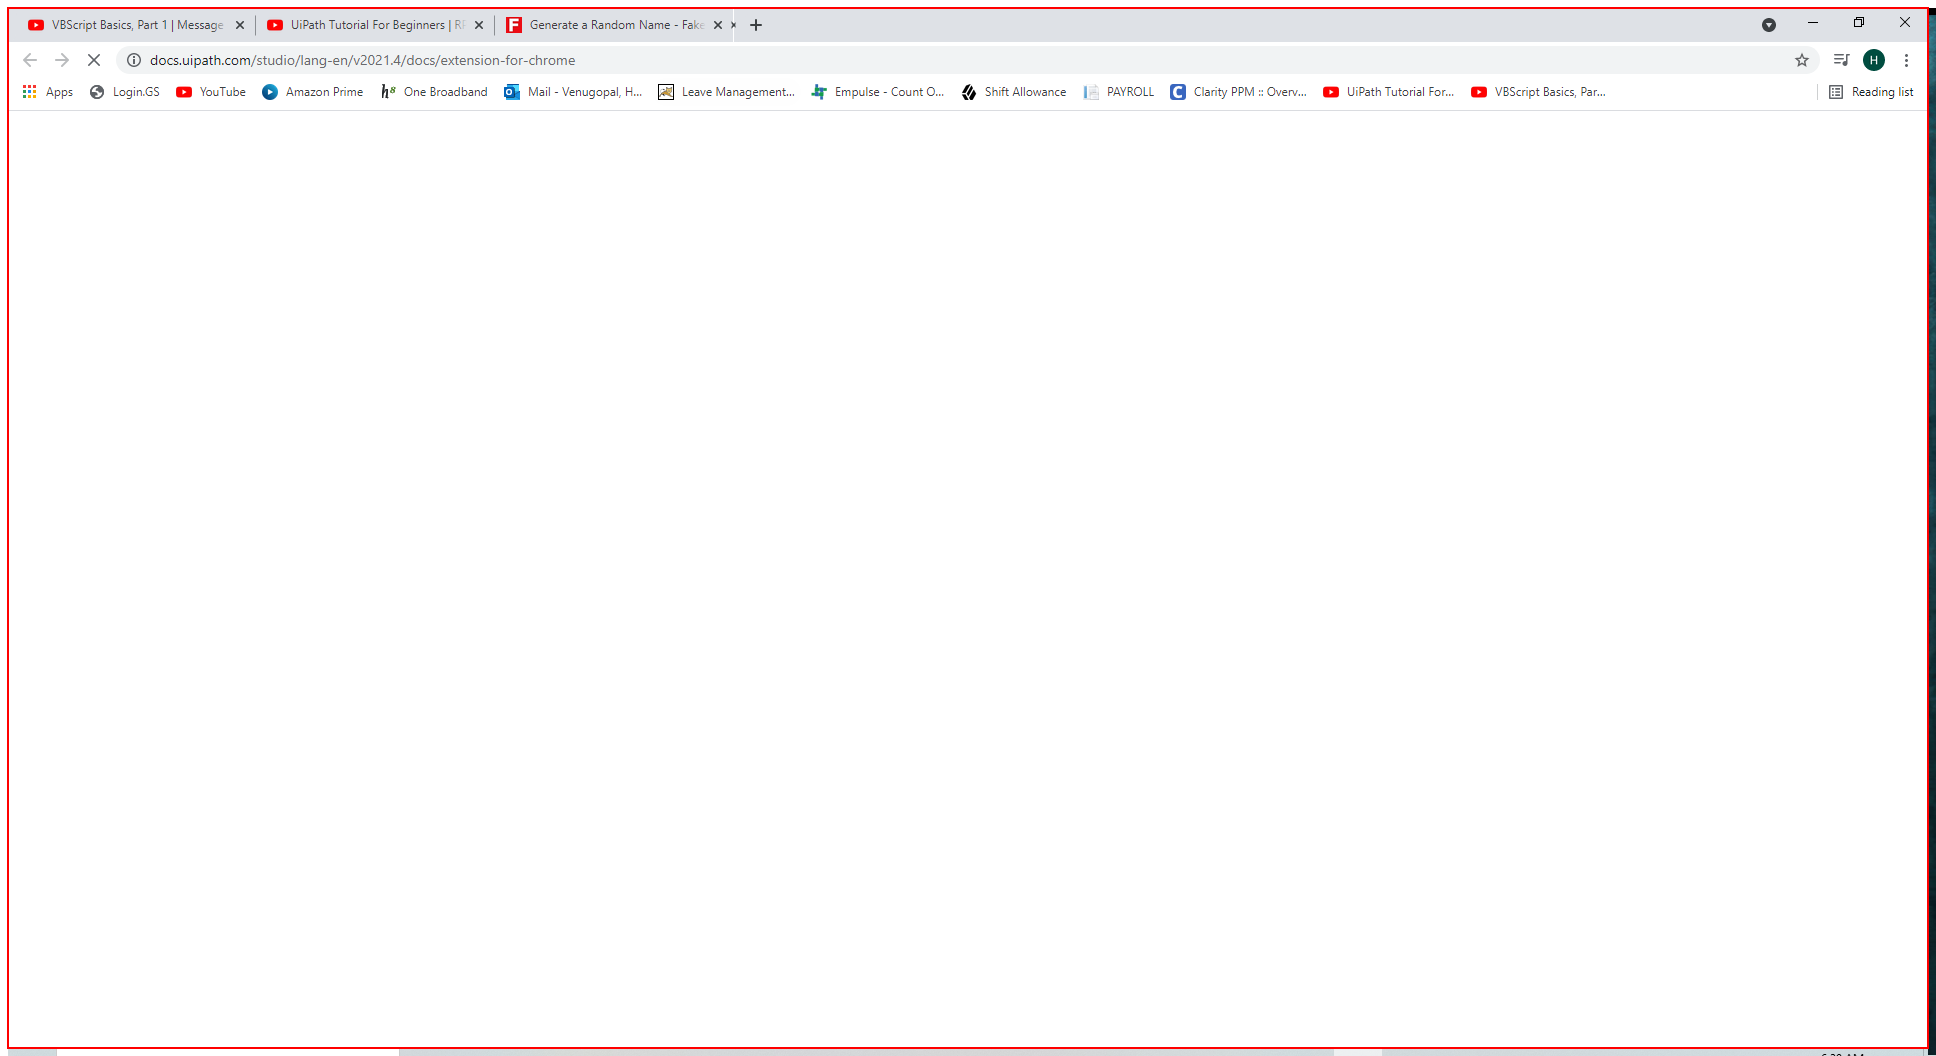 VBScript Basics, Part 1 | Message
UiPath Tutorial For Beginners | RP
Generate a Random Name - Fake
docs.uipath.com/studio/lang-en/v2021.4/docs/extension-for-chrome
H
Apps
Login.GS
YouTube
Amazon Prime
One Broadband
Mail - Venugopal, H...
Leave Management...
Empulse - Count O...
Shift Allowance
PAYROLL
Clarity PPM :: Overv...
UiPath Tutorial For...
VBScript Basics, Par...
Reading list